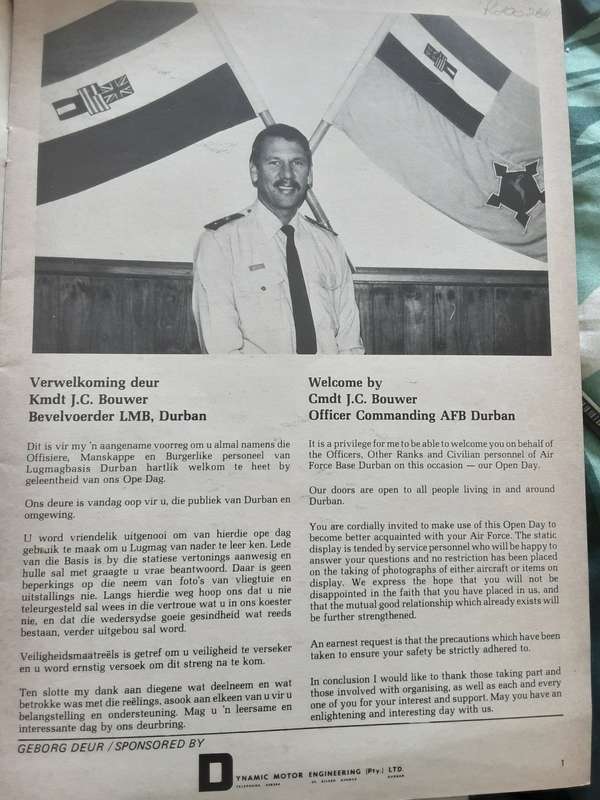 Verwelkoming deur
Kmdt J.C. Bouwer
Bevelvoerder LMB, Durban
Dit is vir my 'n aangename voorreg om u almal namens die
Offisiere, Manskappe en Burgerlike personeel van
Lugmagbasis Durban hartlik welkom te heet by
geleentheid van ons Ope Dag.
Ons deure is vandag oop vir u, die publiek van Durban en
omgewing.
U word vriendelik uitgenooi om van hierdie ope dag
gebruik te maak om u Lugmag van nader te leer ken. Lede
van die Basis is by die statiese vertonings aanwesig en
hulle sal met graagte u vrae beantwoord. Daar is geen
beperkings op die neem van foto's van vliegtuie en
uitstallings nie. Langs hierdie weg hoop ons dat u nie
teleurgesteld sal wees in die vertroue wat u in ons koester
nie, en dat die wedersydse goeie gesindheid wat reeds
bestaan, verder uitgebou sal word.
Veiligheidsmaatreëls is getref om u veiligheid te verseker
en u word ernstig versoek om dit streng na te kom.
Ten slotte my dank aan diegene wat deelneem en wat
betrokke was met die reëlings, asook aan elkeen van u vir u
belangstelling en ondersteuning. Mag u 'n leersame en
interessante dag by ons deurbring.
Welcome by
Cmdt J.C. Bouwer
Officer Commanding AFB Durban
It is a privilege for me to be able to welcome you on behalf of
the Officers, Other Ranks and Civilian personnel of Air
Force Base Durban on this occasion — our Open Day.
Our doors are open to all people living in and around
Durban.
You are cordially invited to make use of this Open Day to
become better acquainted with your Air Force. The static
display is tended by service personnel who will be happy to
answer your questions and no restriction has been placed
on the taking of photographs of either aircraft or items on
display. We express the hope that you will not be
disappointed in the faith that you have placed in us, and
that the mutual good relationship which already exists will
be further strengthened.
An earnest request is that the precautions which have been
taken to ensure your safety be strictly adhered to.
In conclusion I would like to thank those taking part and
those involved with organising, as well as each and every
one of you for your interest and support. May you have an
enlightening and interesting day with us.
GEBORG DEUR / SPONSORED BY
DYNAMIC MOTOR ENGINEERING (Pty.) LTD.
TELEPHONE
DURBAN
1